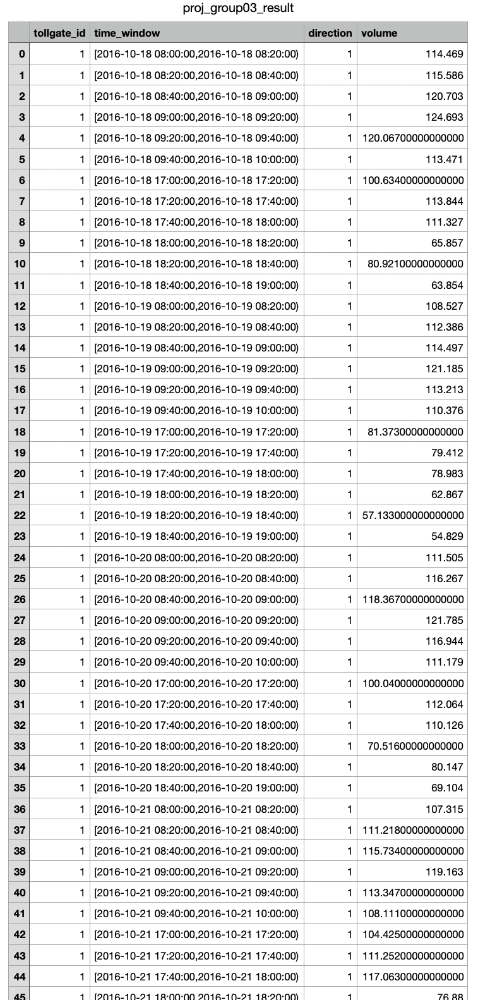 proj_group03_result
tollgate_id time_window direction volume
0 1 [2016-10-18 08:00:00,2016-10-18 08:20:00) 1 114.469
1 1 [2016-10-18 08:20:00,2016-10-18 08:40:00) 1 115.586
2 1 [2016-10-18 08:40:00,2016-10-18 09:00:00) 1 120.703
3 1 [2016-10-18 09:00:00,2016-10-18 09:20:00) 1 124.693
4 1 [2016-10-18 09:20:00,2016-10-18 09:40:00) 1 120.06700000000000
5 1 [2016-10-18 09:40:00,2016-10-18 10:00:00) 1 113.471
6 1 [2016-10-18 17:00:00,2016-10-18 17:20:00) 1 100.63400000000000
7 1 [2016-10-18 17:20:00,2016-10-18 17:40:00) 1 113.844
8 1 [2016-10-18 17:40:00,2016-10-18 18:00:00) 1 111.327
9 1 [2016-10-18 18:00:00,2016-10-18 18:20:00) 1 65.857
10 1 [2016-10-18 18:20:00,2016-10-18 18:40:00) 1 80.92100000000000
11 1 [2016-10-18 18:40:00,2016-10-18 19:00:00) 1 63.854
12 1 [2016-10-19 08:00:00,2016-10-19 08:20:00) 1 108.527
13 1 [2016-10-19 08:20:00,2016-10-19 08:40:00) 1 112.386
14 1 [2016-10-19 08:40:00,2016-10-19 09:00:00) 1 114.497
15 1 [2016-10-19 09:00:00,2016-10-19 09:20:00) 1 121.185
16 1 [2016-10-19 09:20:00,2016-10-19 09:40:00) 1 113.213
17 1 [2016-10-19 09:40:00,2016-10-19 10:00:00) 1 110.376
18 1 [2016-10-19 17:00:00,2016-10-19 17:20:00) 1 81.37300000000000
19 1 [2016-10-19 17:20:00,2016-10-19 17:40:00) 1 79.412
20 1 [2016-10-19 17:40:00,2016-10-19 18:00:00) 1 78.983
21 1 [2016-10-19 18:00:00,2016-10-19 18:20:00) 1 62.867
22 1 [2016-10-19 18:20:00,2016-10-19 18:40:00) 1 57.133000000000000
23 1 [2016-10-19 18:40:00,2016-10-19 19:00:00) 1 54.829
24 1 [2016-10-20 08:00:00,2016-10-20 08:20:00) 1 111.505
25 1 [2016-10-20 08:20:00,2016-10-20 08:40:00) 1 116.267
26 1 [2016-10-20 08:40:00,2016-10-20 09:00:00) 1 118.36700000000000
27 1 [2016-10-20 09:00:00,2016-10-20 09:20:00) 1 121.785
28 1 [2016-10-20 09:20:00,2016-10-20 09:40:00) 1 116.944
29 1 [2016-10-20 09:40:00,2016-10-20 10:00:00) 1 111.179
30 1 [2016-10-20 17:00:00,2016-10-20 17:20:00) 1 100.04000000000000
31 1 [2016-10-20 17:20:00,2016-10-20 17:40:00) 1 112.064
32 1 [2016-10-20 17:40:00,2016-10-20 18:00:00) 1 110.126
33 1 [2016-10-20 18:00:00,2016-10-20 18:20:00) 1 70.51600000000000
34 1 [2016-10-20 18:20:00,2016-10-20 18:40:00) 1 80.147
35 1 [2016-10-20 18:40:00,2016-10-20 19:00:00) 1 69.104
36 1 [2016-10-21 08:00:00,2016-10-21 08:20:00) 1 107.315
37 1 [2016-10-21 08:20:00,2016-10-21 08:40:00) 1 111.21800000000000
38 1 [2016-10-21 08:40:00,2016-10-21 09:00:00) 1 115.73400000000000
39 1 [2016-10-21 09:00:00,2016-10-21 09:20:00) 1 119.163
40 1 [2016-10-21 09:20:00,2016-10-21 09:40:00) 1 113.34700000000000
41 1 [2016-10-21 09:40:00,2016-10-21 10:00:00) 1 108.11100000000000
42 1 [2016-10-21 17:00:00,2016-10-21 17:20:00) 1 104.42500000000000
43 1 [2016-10-21 17:20:00,2016-10-21 17:40:00) 1 111.25200000000000
44 1 [2016-10-21 17:40:00,2016-10-21 18:00:00) 1 117.06300000000000
45 1 [2016-10-21 18:00:00,2016-10-21 18:20:00) 1 76.88